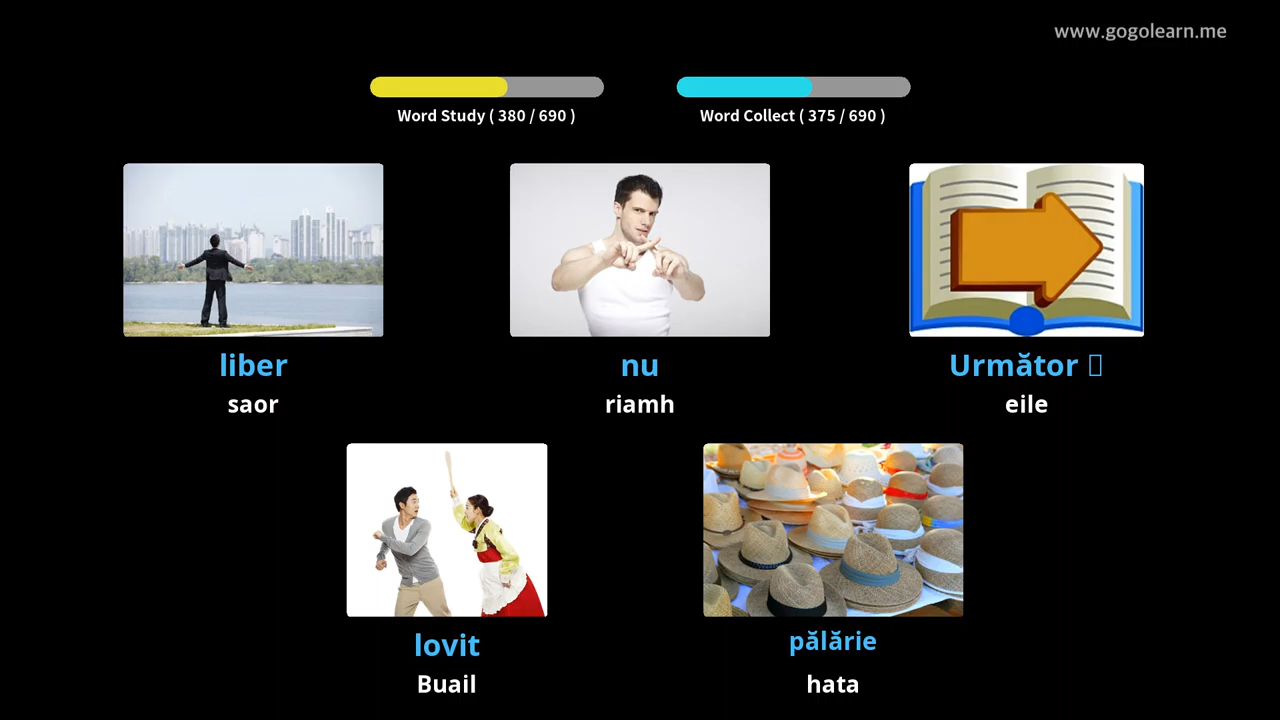 www.gogolearn.me
Word Study ( 380 / 690 )
Word Collect ( 375 / 690 )
liber
saor
nu
riamh
Următor
eile
lovit
Buail
pălărie
hata